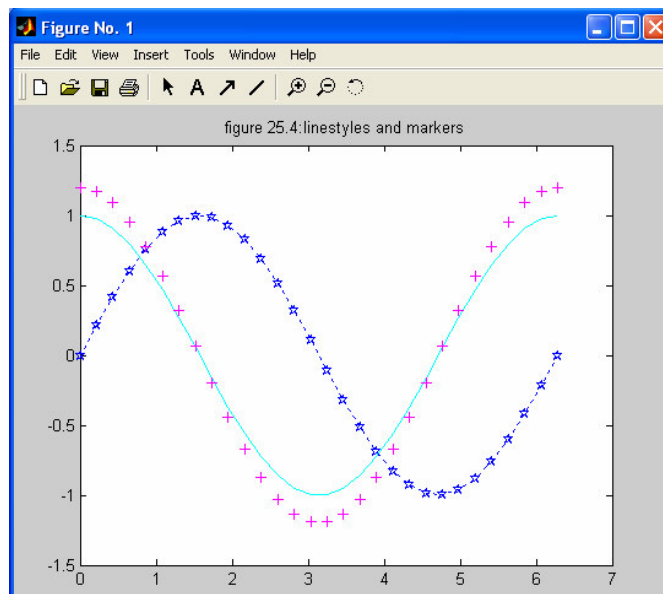 Figure No. 1
File Edit View Insert Tools Window Help
A
figure 25.4:linestyles and markers
1.5
1
0.5
0
-0.5
-1
-1.5
0 1 2 3 4 5 6 7